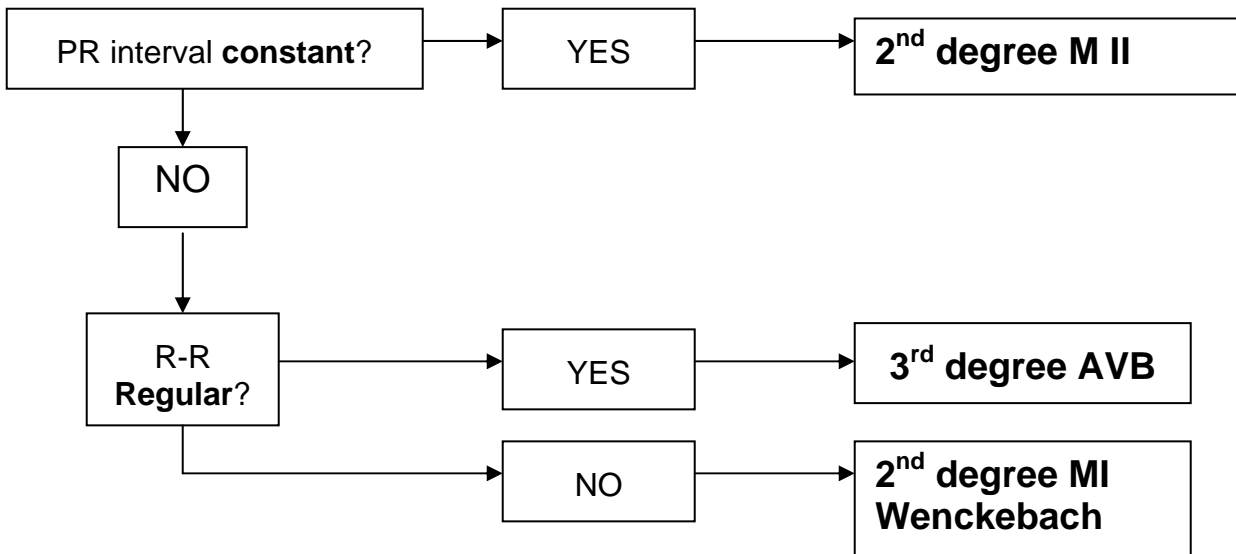 PR interval constant?
YES
2nd degree M II
NO
R-R
Regular?
YES
3rd degree AVB
NO
2nd degree MI
Wenckebach